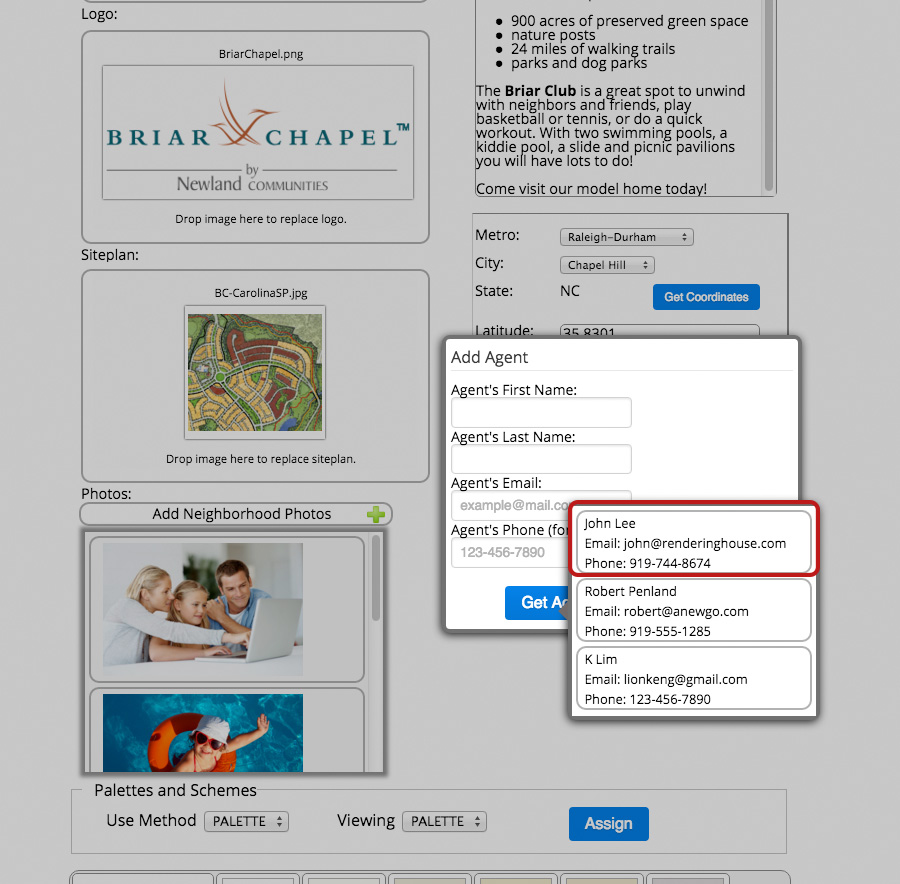 Logo:
BriarChapel.png
BRIAR CHAPEL™
by
Newland COMMUNITIES
Drop image here to replace logo.
Siteplan:
BC-CarolinaSP.jpg
Drop image here to replace siteplan.
Photos:
Add Neighborhood Photos
• 900 acres of preserved green space
• nature posts
• 24 miles of walking trails
• parks and dog parks
The Briar Club is a great spot to unwind
with neighbors and friends, play
basketball or tennis, or do a quick
workout. With two swimming pools, a
kiddie pool, a slide and picnic pavilions
you will have lots to do!
Come visit our model home today!
Metro: Raleigh-Durham
City: Chapel Hill
State: NC Get Coordinates
Latitude: 35.8301
Add Agent
Agent's First Name:
Agent's Last Name:
Agent's Email:
example@mail.co
Agent's Phone (for
123-456-7890
Get A
John Lee
Email: john@renderinghouse.com
Phone: 919-744-8674
Robert Penland
Email: robert@anewgo.com
Phone: 919-555-1285
K Lim
Email: lionkeng@gmail.com
Phone: 123-456-7890
Palettes and Schemes
Use Method PALETTE Viewing PALETTE Assign